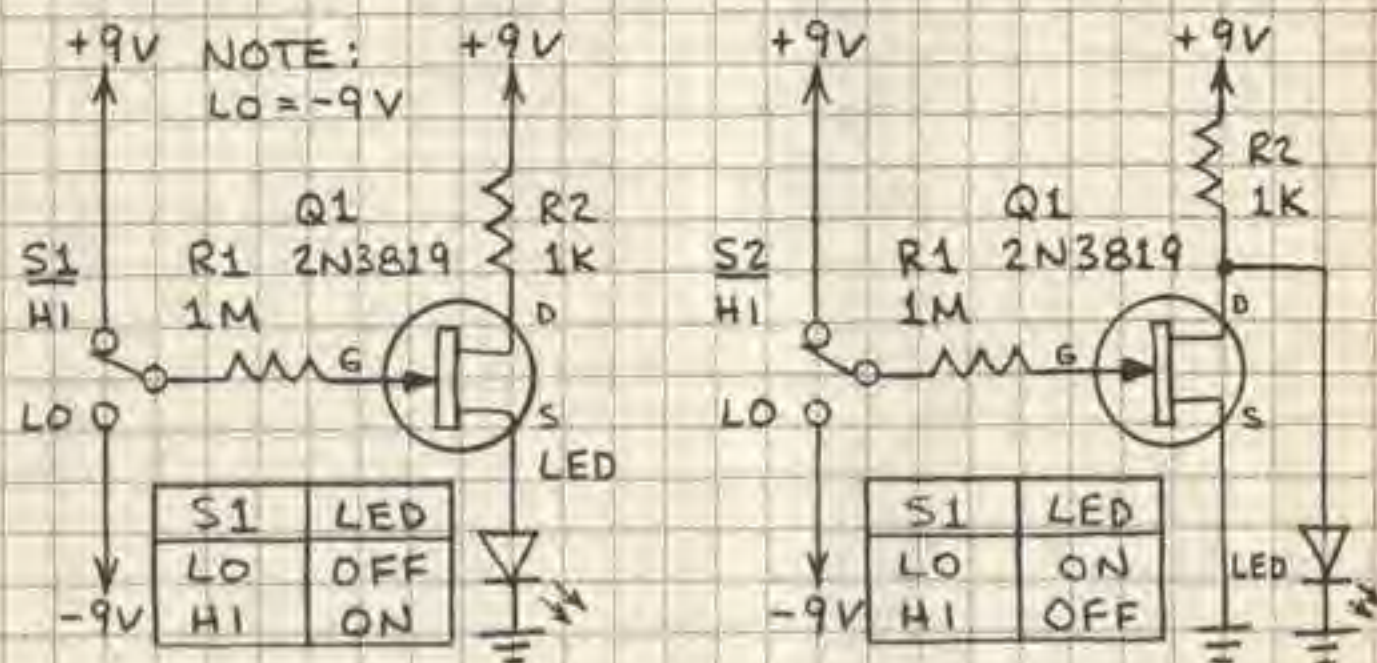 +9V NOTE: +9V
LO = -9V
Q1 R2
S1 R1 2N3819 1K
HI 1M D
G
LO S
LED
S1 LED
LO OFF
-9V HI ON
+9V +9V
R2
Q1 1K
S2 R1 2N3819
HI 1M D
G
LO S
S1 LED
LO ON LED
-9V HI OFF